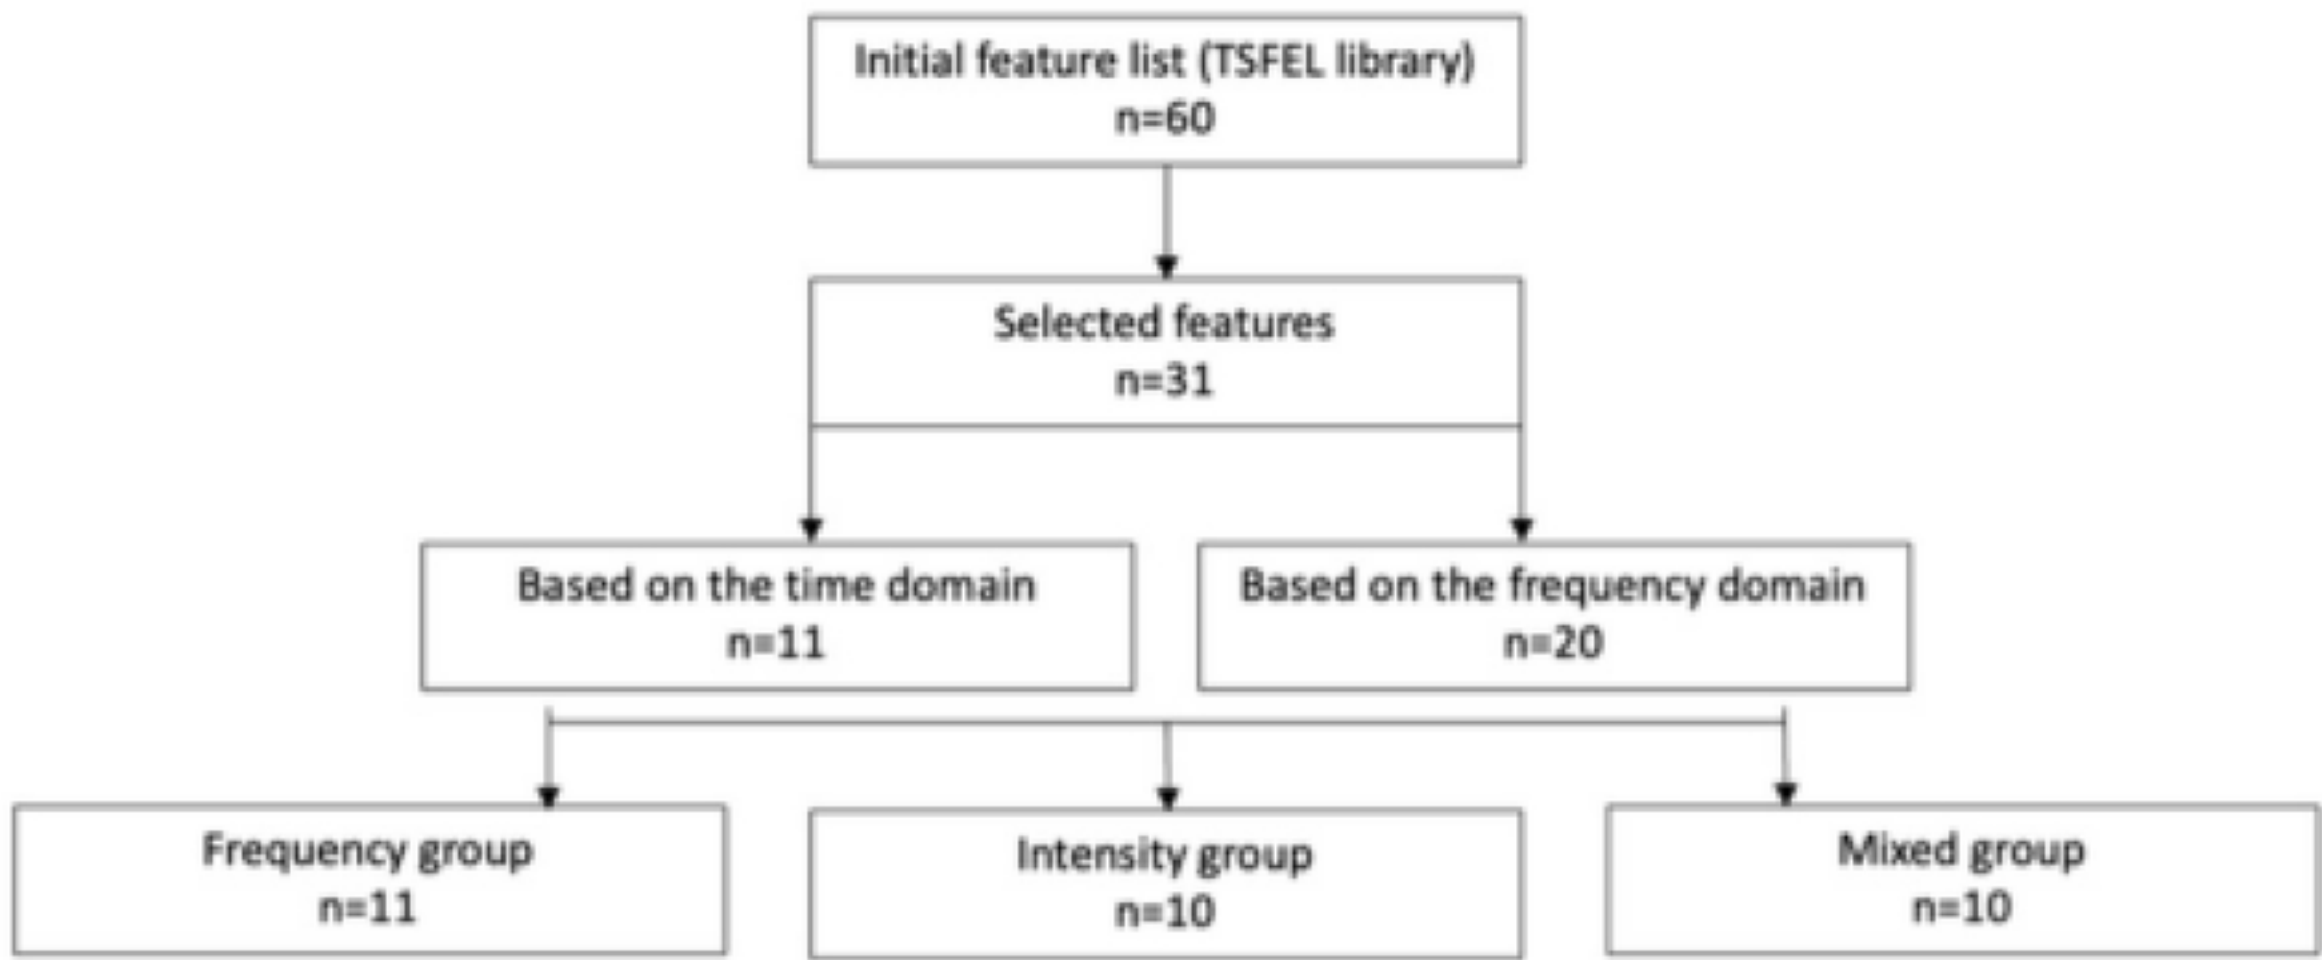 Initial feature list (TSFEL library)
n=60
Selected features
n=31
Based on the time domain
n=11
Based on the frequency domain
n=20
Frequency group
n=11
Intensity group
n=10
Mixed group
n=10